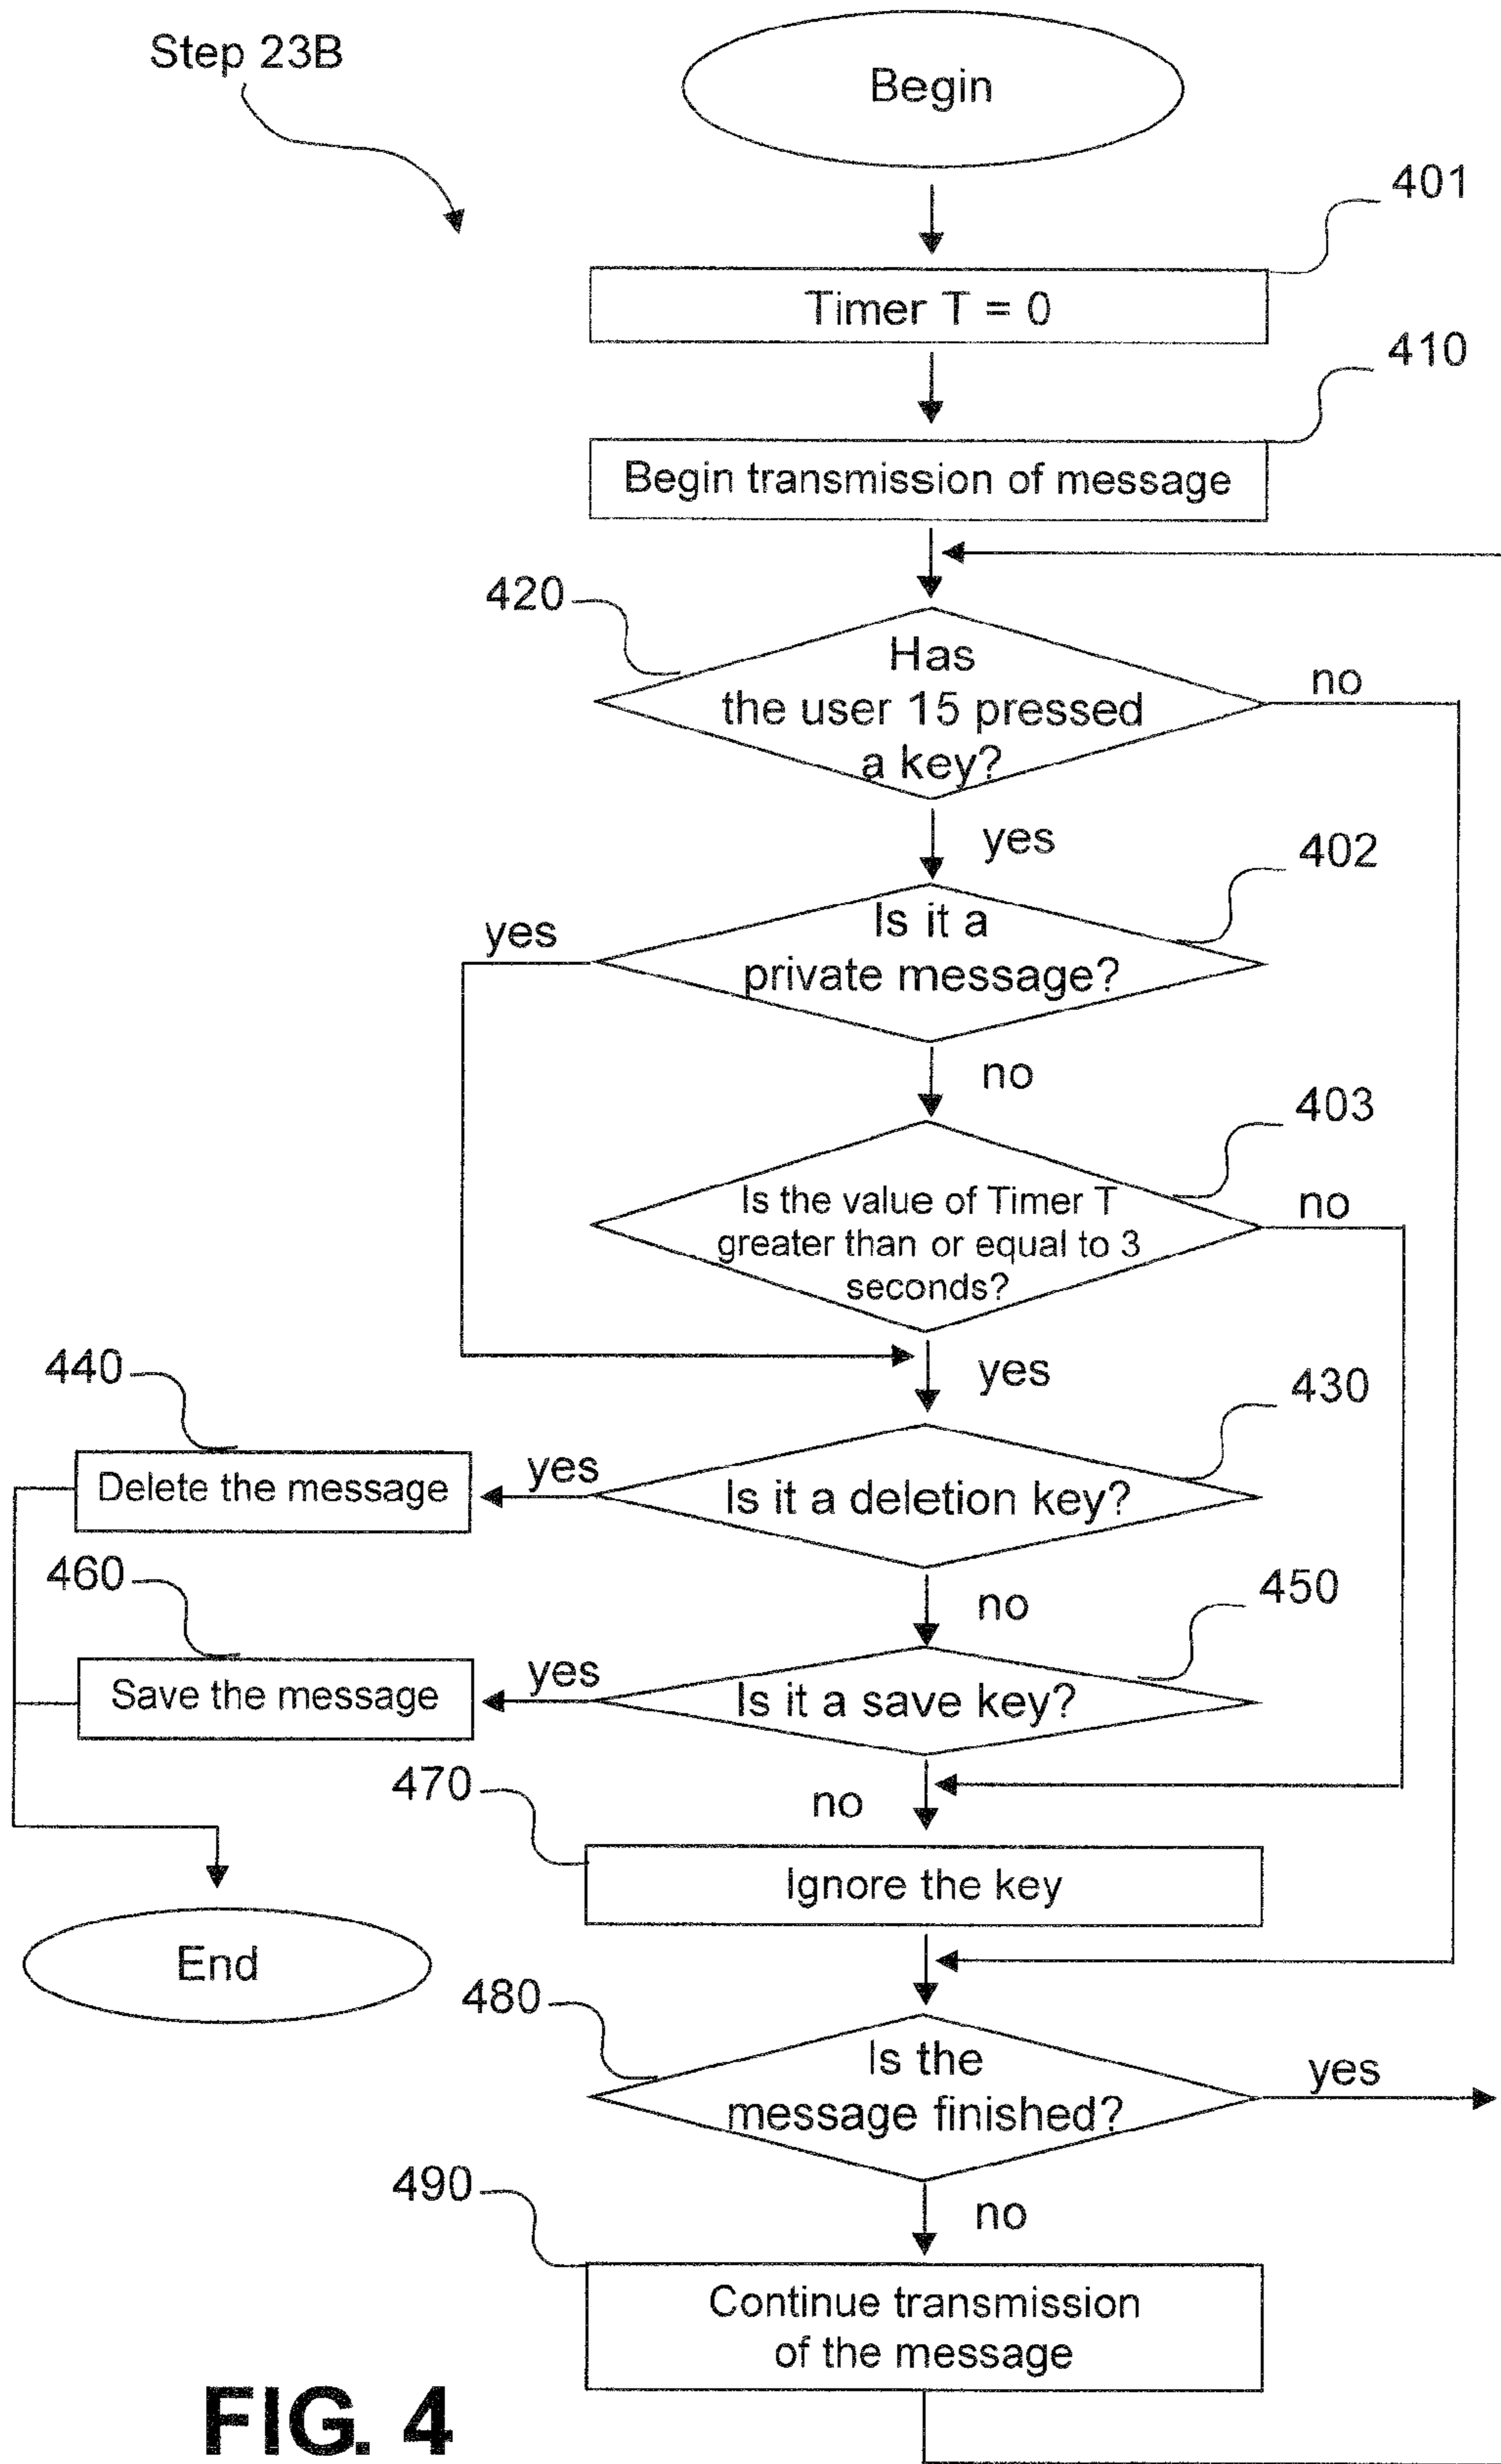 Step 23B
Begin
401
Timer T = 0
410
Begin transmission of message
420
Has
the user 15 pressed
a key?
no
yes
402
Is it a
private message?
yes
no
403
Is the value of Timer T
greater than or equal to 3
seconds?
no
yes
440
430
Delete the message
yes
Is it a deletion key?
no
460
450
Save the message
yes
Is it a save key?
470
no
Ignore the key
End
480
Is the
message finished?
yes
490
no
Continue transmission
of the message
FIG. 4